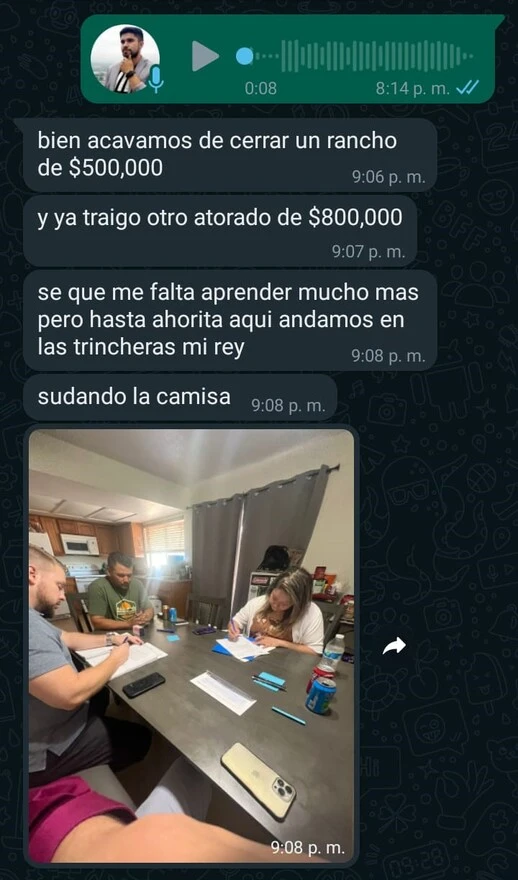 0:08
8:14 p. m.
bien acavamos de cerrar un rancho
de $500,000
9:06 p. m.
y ya traigo otro atorado de $800,000
9:07 p. m.
se que me falta aprender mucho mas
pero hasta ahorita aqui andamos en
las trincheras mi rey
9:08 p. m.
sudando la camisa
9:08 p. m.
9:08 p. m.